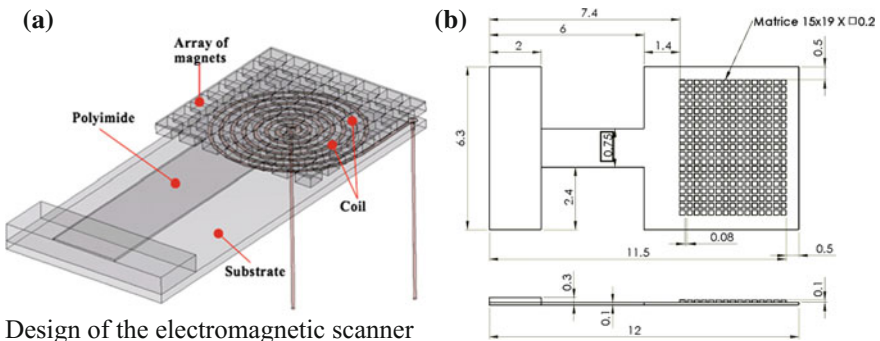 (a)
Array of
magnets
Polyimide
Coil
Substrate
Design of the electromagnetic scanner
(b)
7.4
6
Matrice 15x19 X □0.2
2
1.4
0.5
6.3
0.75
2.4
0.08
11.5
0.5
0.3
0.1
0.1
12